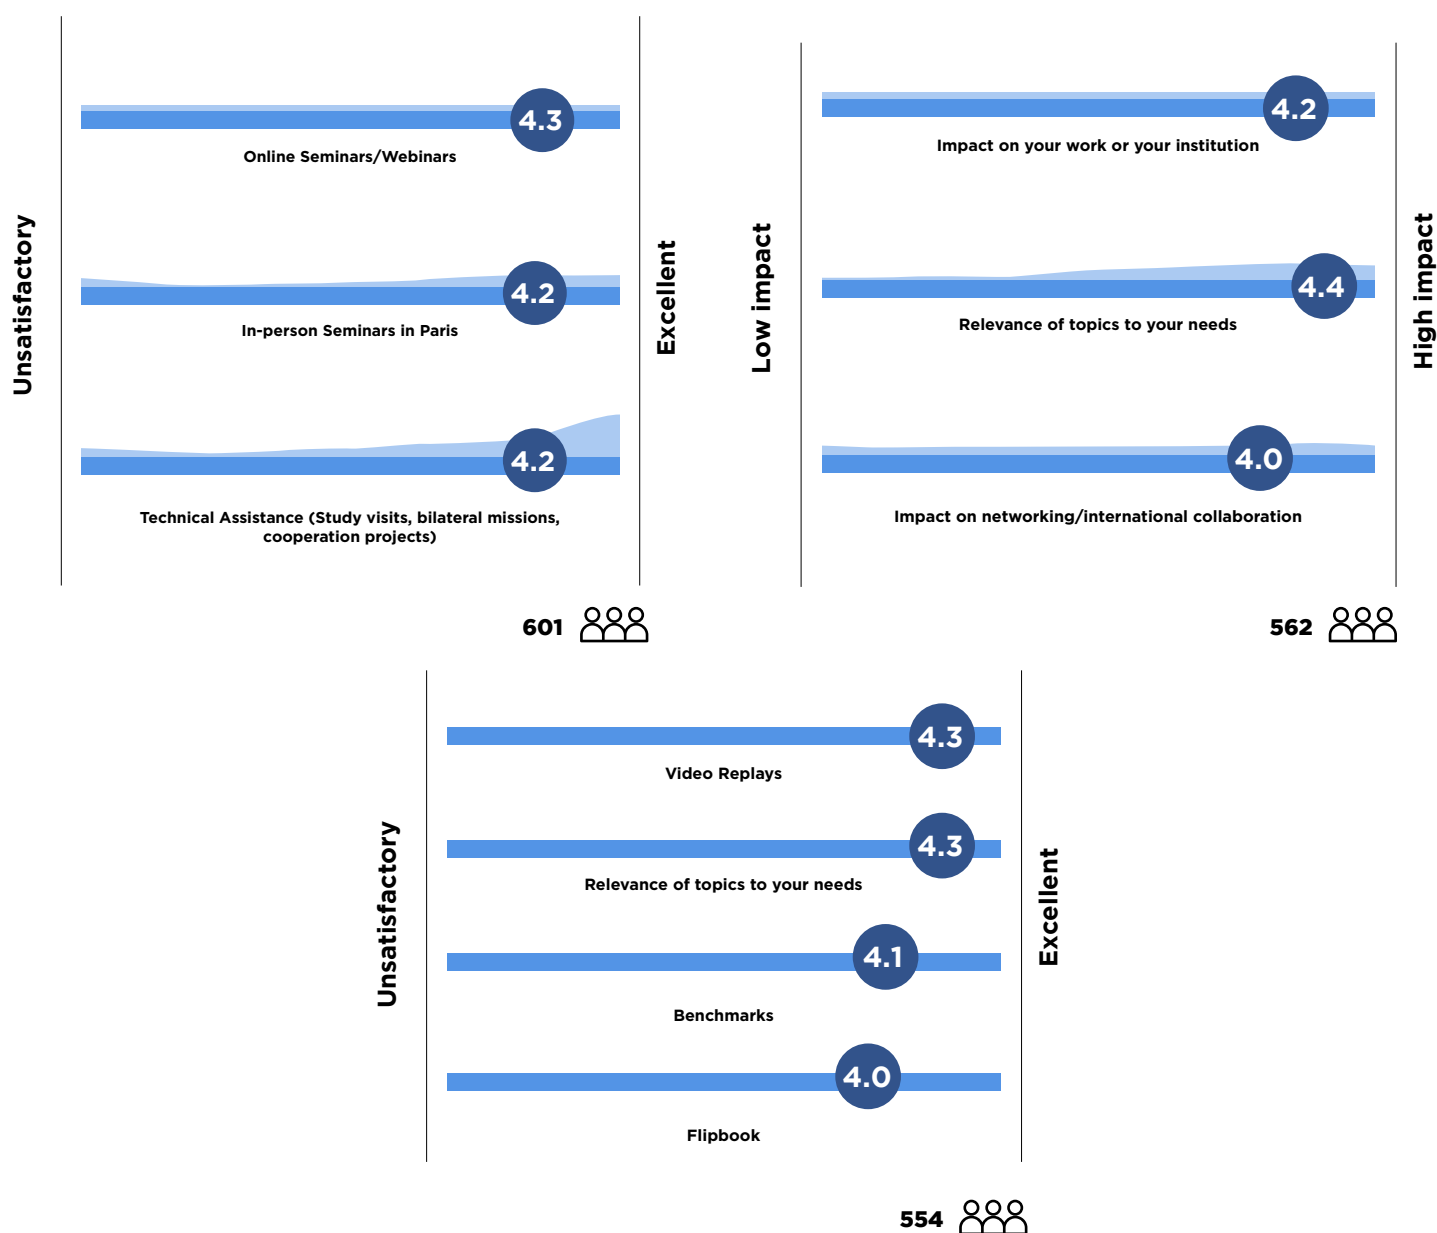 Unsatisfactory
4.3
Online Seminars/Webinars
4.2
In-person Seminars in Paris
4.2
Technical Assistance (Study visits, bilateral missions,
cooperation projects)
Excellent
601
Low impact
4.2
Impact on your work or your institution
4.4
Relevance of topics to your needs
4.0
Impact on networking/international collaboration
High impact
562
Unsatisfactory
4.3
Video Replays
4.3
Relevance of topics to your needs
4.1
Benchmarks
4.0
Flipbook
Excellent
554